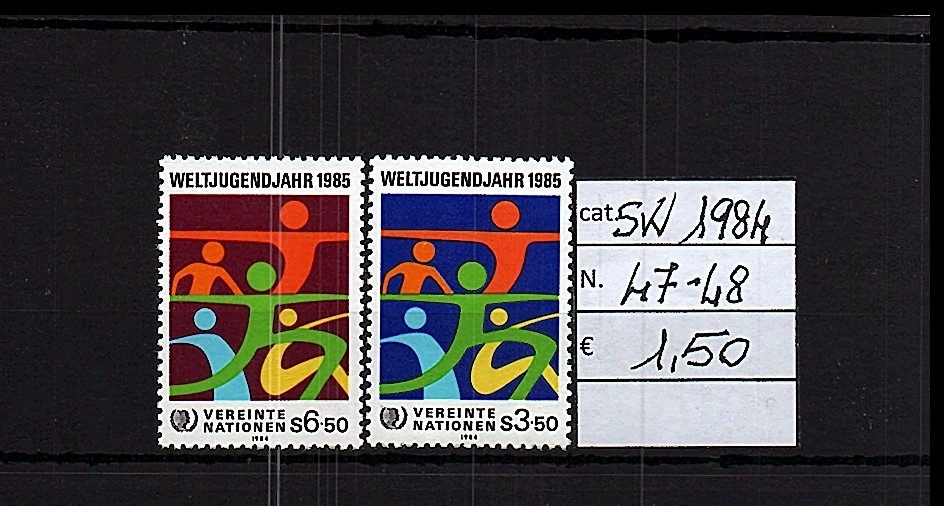 WELTJUGENDJAHR 1985
VEREINTE
NATIONEN S6·50
1984
WELTJUGENDJAHR 1985
VEREINTE
NATIONEN S3·50
1984
cat. SW 1984
N. 47-48
€ 1,50